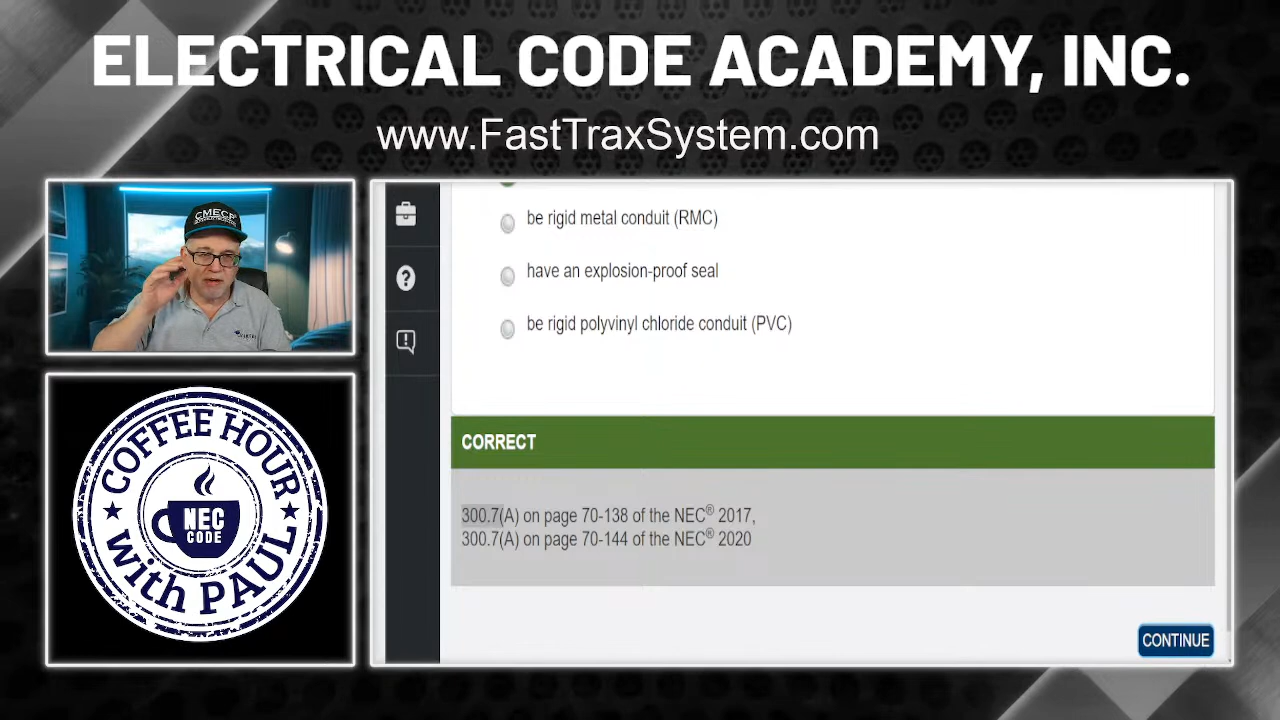 ELECTRICAL CODE ACADEMY, INC.
www.FastTraxSystem.com
CMECP
be rigid metal conduit (RMC)
have an explosion-proof seal
be rigid polyvinyl chloride conduit (PVC)
CORRECT
300.7(A) on page 70-138 of the NEC® 2017,
300.7(A) on page 70-144 of the NEC® 2020
CONTINUE
COFFEE HOUR
NEC
CODE
with PAUL